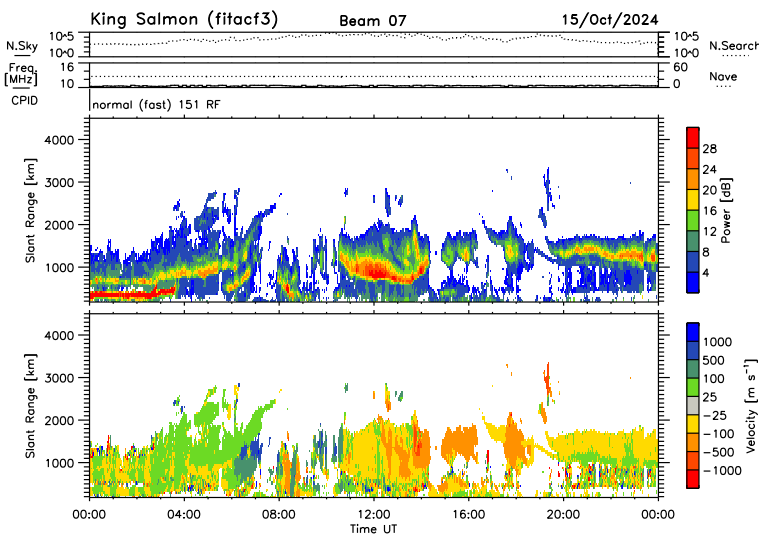 King Salmon (fitacf3) Beam 07 15/Oct/2024
N.Sky 10^5 10^0 10^5 10^0 N.Search
Freq. [MHz] 16 10 60 0 Nave
CPID normal (fast) 151 RF
Slant Range [km] 4000 3000 2000 1000
28 24 20 16 12 8 4 Power [dB]
Slant Range [km] 4000 3000 2000 1000
1000 500 100 25 −25 −100 −500 −1000 Velocity [m s⁻¹]
00:00 04:00 08:00 12:00 16:00 20:00 00:00
Time UT